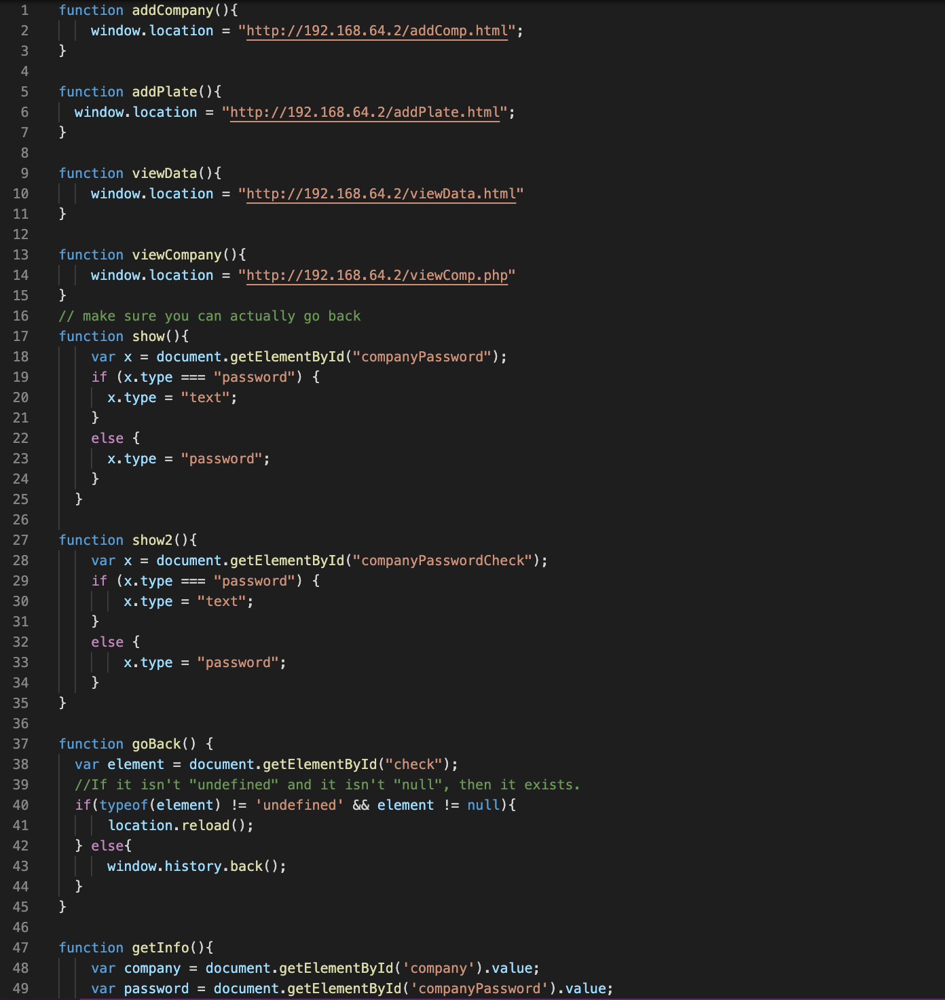 1 function addCompany(){
2 window.location = "http://192.168.64.2/addComp.html";
3 }
4
5 function addPlate(){
6 window.location = "http://192.168.64.2/addPlate.html";
7 }
8
9 function viewData(){
10 window.location = "http://192.168.64.2/viewData.html"
11 }
12
13 function viewCompany(){
14 window.location = "http://192.168.64.2/viewComp.php"
15 }
16 // make sure you can actually go back
17 function show(){
18 var x = document.getElementById("companyPassword");
19 if (x.type === "password") {
20 x.type = "text";
21 }
22 else {
23 x.type = "password";
24 }
25 }
26
27 function show2(){
28 var x = document.getElementById("companyPasswordCheck");
29 if (x.type === "password") {
30 x.type = "text";
31 }
32 else {
33 x.type = "password";
34 }
35 }
36
37 function goBack() {
38 var element = document.getElementById("check");
39 //If it isn't "undefined" and it isn't "null", then it exists.
40 if(typeof(element) != 'undefined' && element != null){
41 location.reload();
42 } else{
43 window.history.back();
44 }
45 }
46
47 function getInfo(){
48 var company = document.getElementById('company').value;
49 var password = document.getElementById('companyPassword').value;